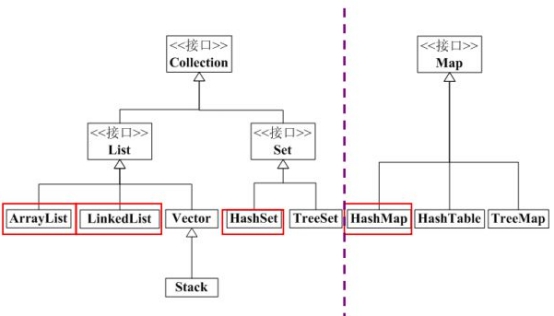 <<接口>>
Collection
<<接口>>
Map
<<接口>>
List
<<接口>>
Set
ArrayList
LinkedList
Vector
HashSet
TreeSet
HashMap
HashTable
TreeMap
Stack